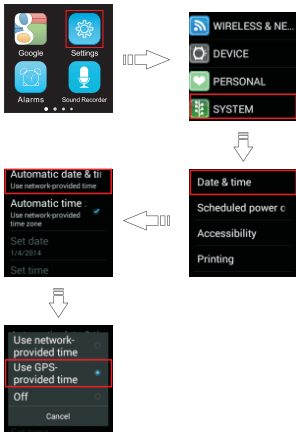 Google
Settings
Alarms
Sound Recorder
WIRELESS & NE...
DEVICE
PERSONAL
SYSTEM
Date & time
Scheduled power o
Accessibility
Printing
Automatic date & ti
Use network-provided time
Automatic time
Use network-provided
time zone
Set date
1/4/2014
Set time
Use network-
provided time
Use GPS-
provided time
Off
Cancel